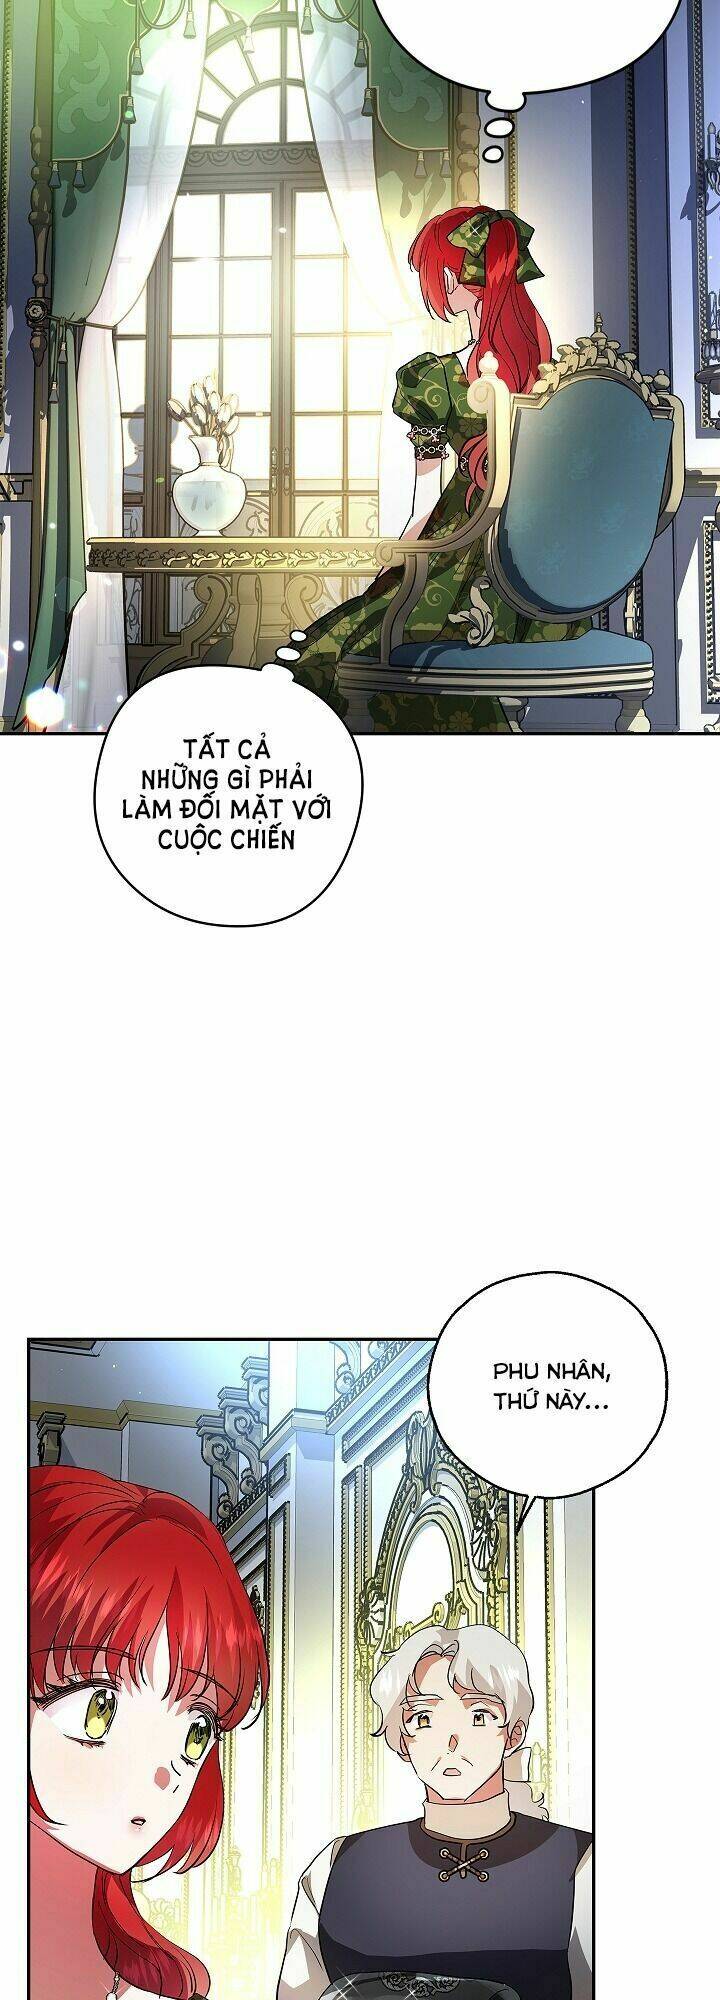 TẤT CẢ
NHỮNG GÌ PHẢI
LÀM ĐỐI MẶT VỚI
CUỘC CHIẾN
PHU NHÂN,
THỨ NÀY...